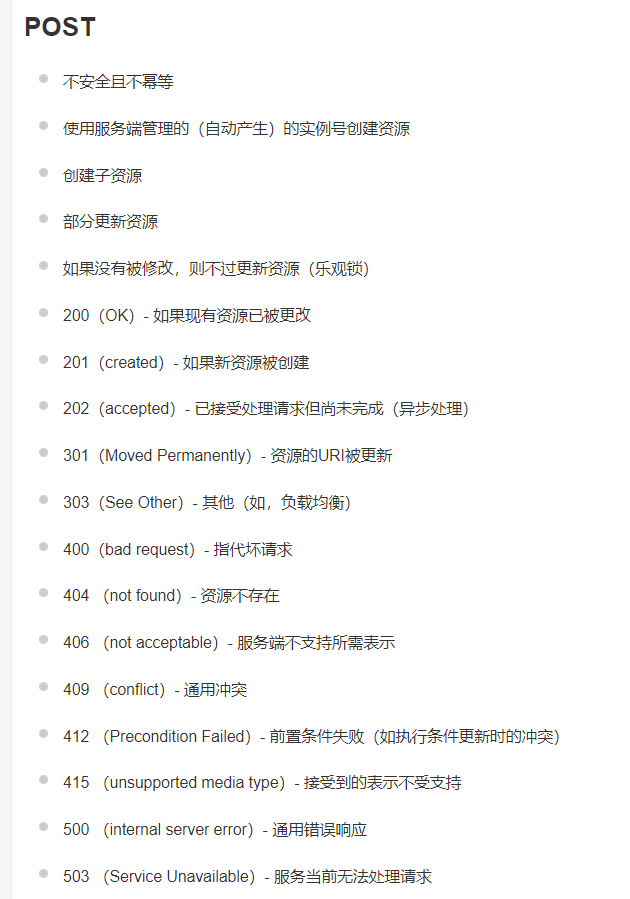 POST
不安全且不幂等
使用服务端管理的（自动产生）的实例号创建资源
创建子资源
部分更新资源
如果没有被修改，则不过更新资源（乐观锁）
200（OK）- 如果现有资源已被更改
201（created）- 如果新资源被创建
202（accepted）- 已接受处理请求但尚未完成（异步处理）
301（Moved Permanently）- 资源的URI被更新
303（See Other）- 其他（如，负载均衡）
400（bad request）- 指代坏请求
404 （not found）- 资源不存在
406 （not acceptable）- 服务端不支持所需表示
409 （conflict）- 通用冲突
412 （Precondition Failed）- 前置条件失败（如执行条件更新时的冲突）
415 （unsupported media type）- 接受到的表示不受支持
500 （internal server error）- 通用错误响应
503 （Service Unavailable）- 服务当前无法处理请求